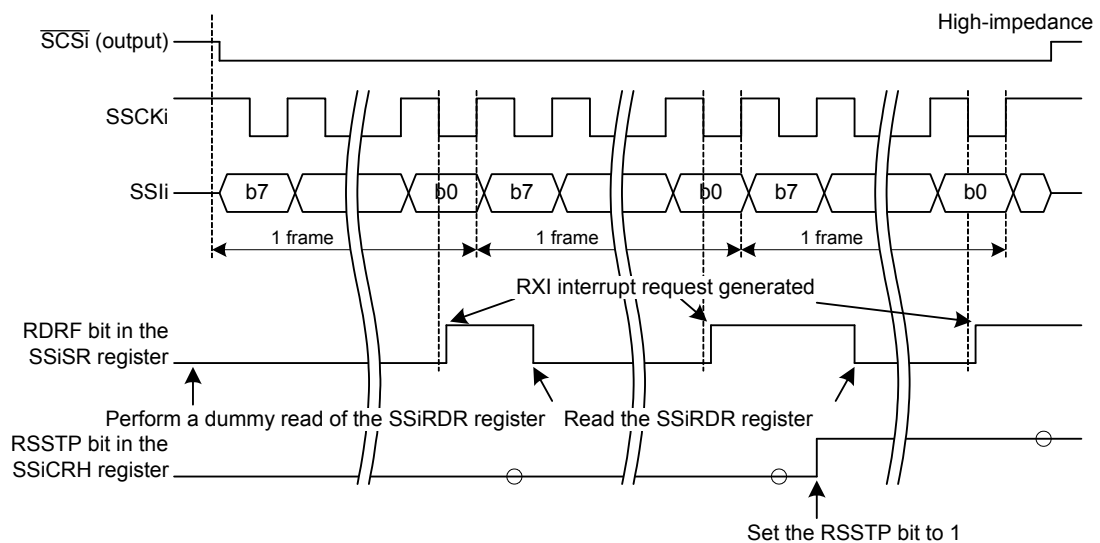 High-impedance
SCSi (output)
SSCKi
SSIi
b7
b0
b7
b0
b7
b0
1 frame
1 frame
1 frame
RXI interrupt request generated
RDRF bit in the
SSiSR register
Perform a dummy read of the SSiRDR register
Read the SSiRDR register
RSSTP bit in the
SSiCRH register
Set the RSSTP bit to 1